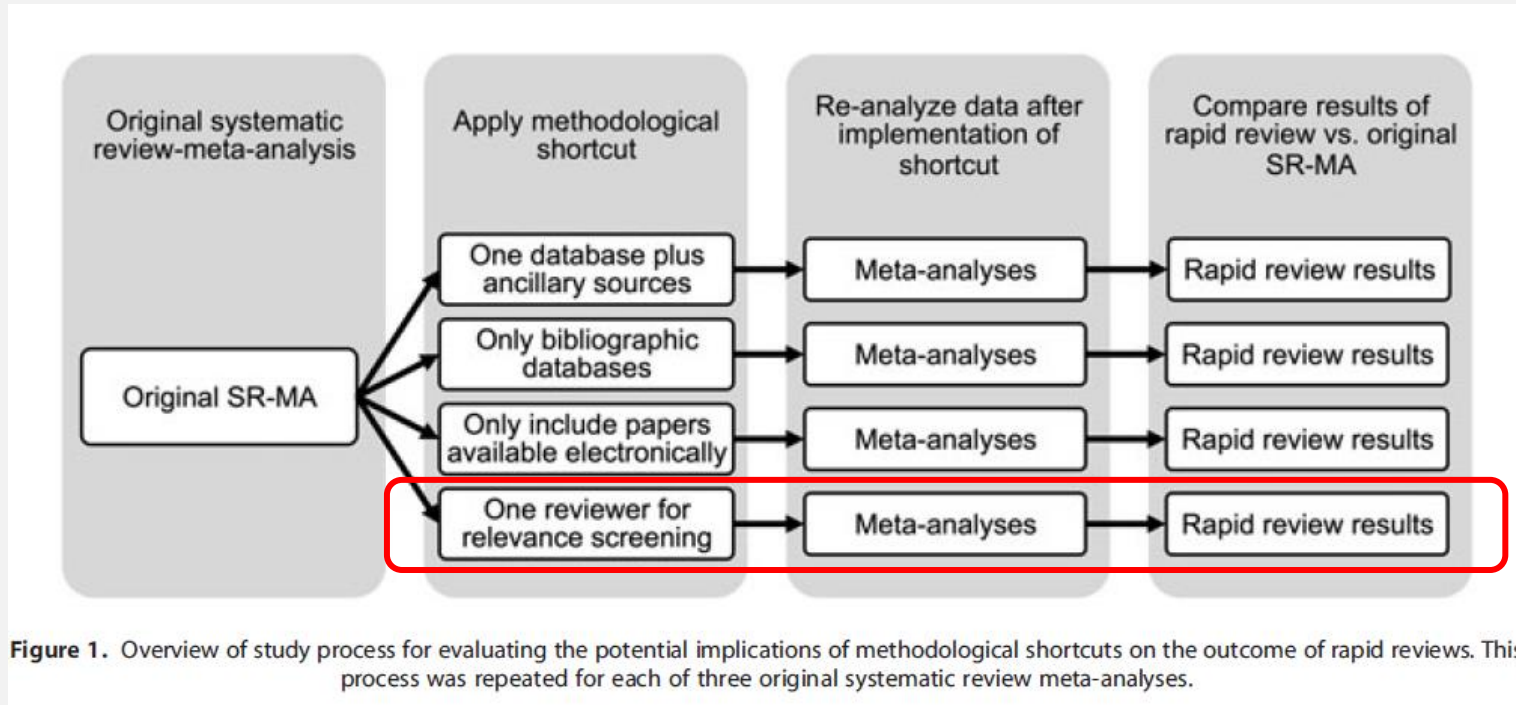 Original systematic
review-meta-analysis
Apply methodological
shortcut
Re-analyze data after
implementation of
shortcut
Compare results of
rapid review vs. original
SR-MA
Original SR-MA
One database plus
ancillary sources
Meta-analyses
Rapid review results
Only bibliographic
databases
Meta-analyses
Rapid review results
Only include papers
available electronically
Meta-analyses
Rapid review results
One reviewer for
relevance screening
Meta-analyses
Rapid review results
Figure 1. Overview of study process for evaluating the potential implications of methodological shortcuts on the outcome of rapid reviews. This
process was repeated for each of three original systematic review meta-analyses.